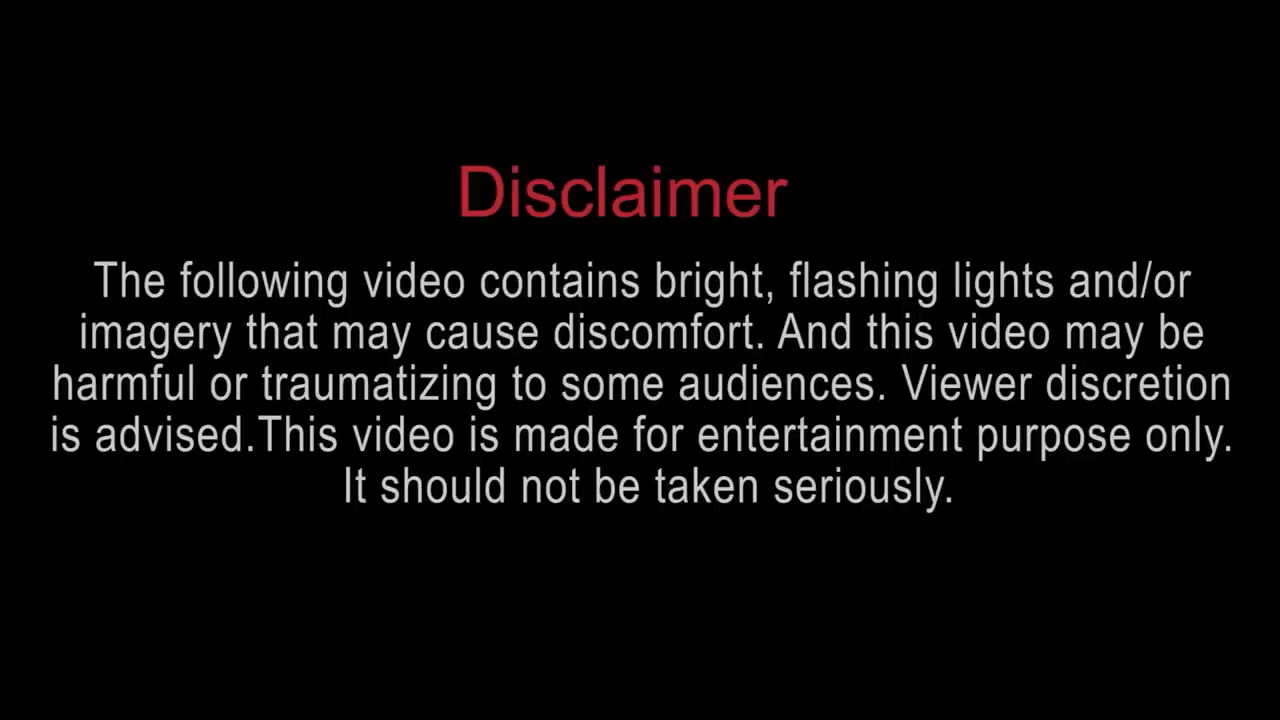 Disclaimer
The following video contains bright, flashing lights and/or
imagery that may cause discomfort. And this video may be
harmful or traumatizing to some audiences. Viewer discretion
is advised.This video is made for entertainment purpose only.
It should not be taken seriously.